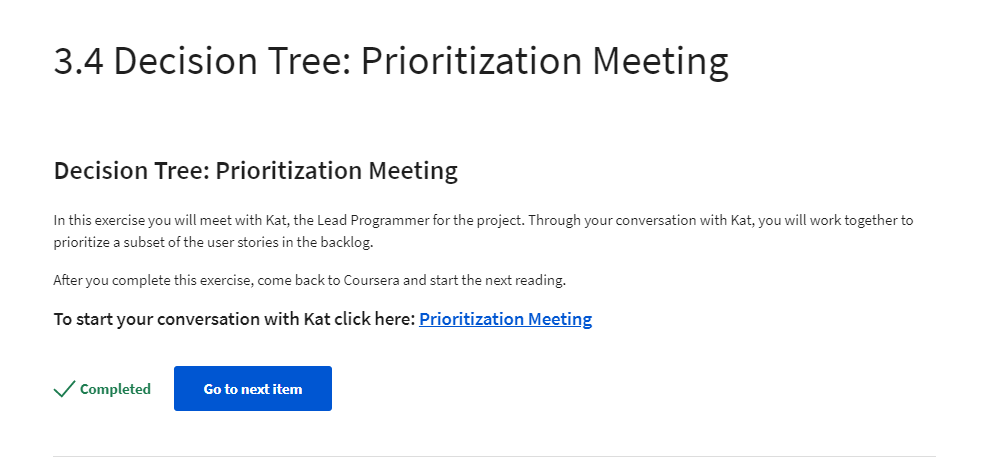 3.4 Decision Tree: Prioritization Meeting
Decision Tree: Prioritization Meeting
In this exercise you will meet with Kat, the Lead Programmer for the project. Through your conversation with Kat, you will work together to
prioritize a subset of the user stories in the backlog.
After you complete this exercise, come back to Coursera and start the next reading.
To start your conversation with Kat click here: Prioritization Meeting
Completed
Go to next item